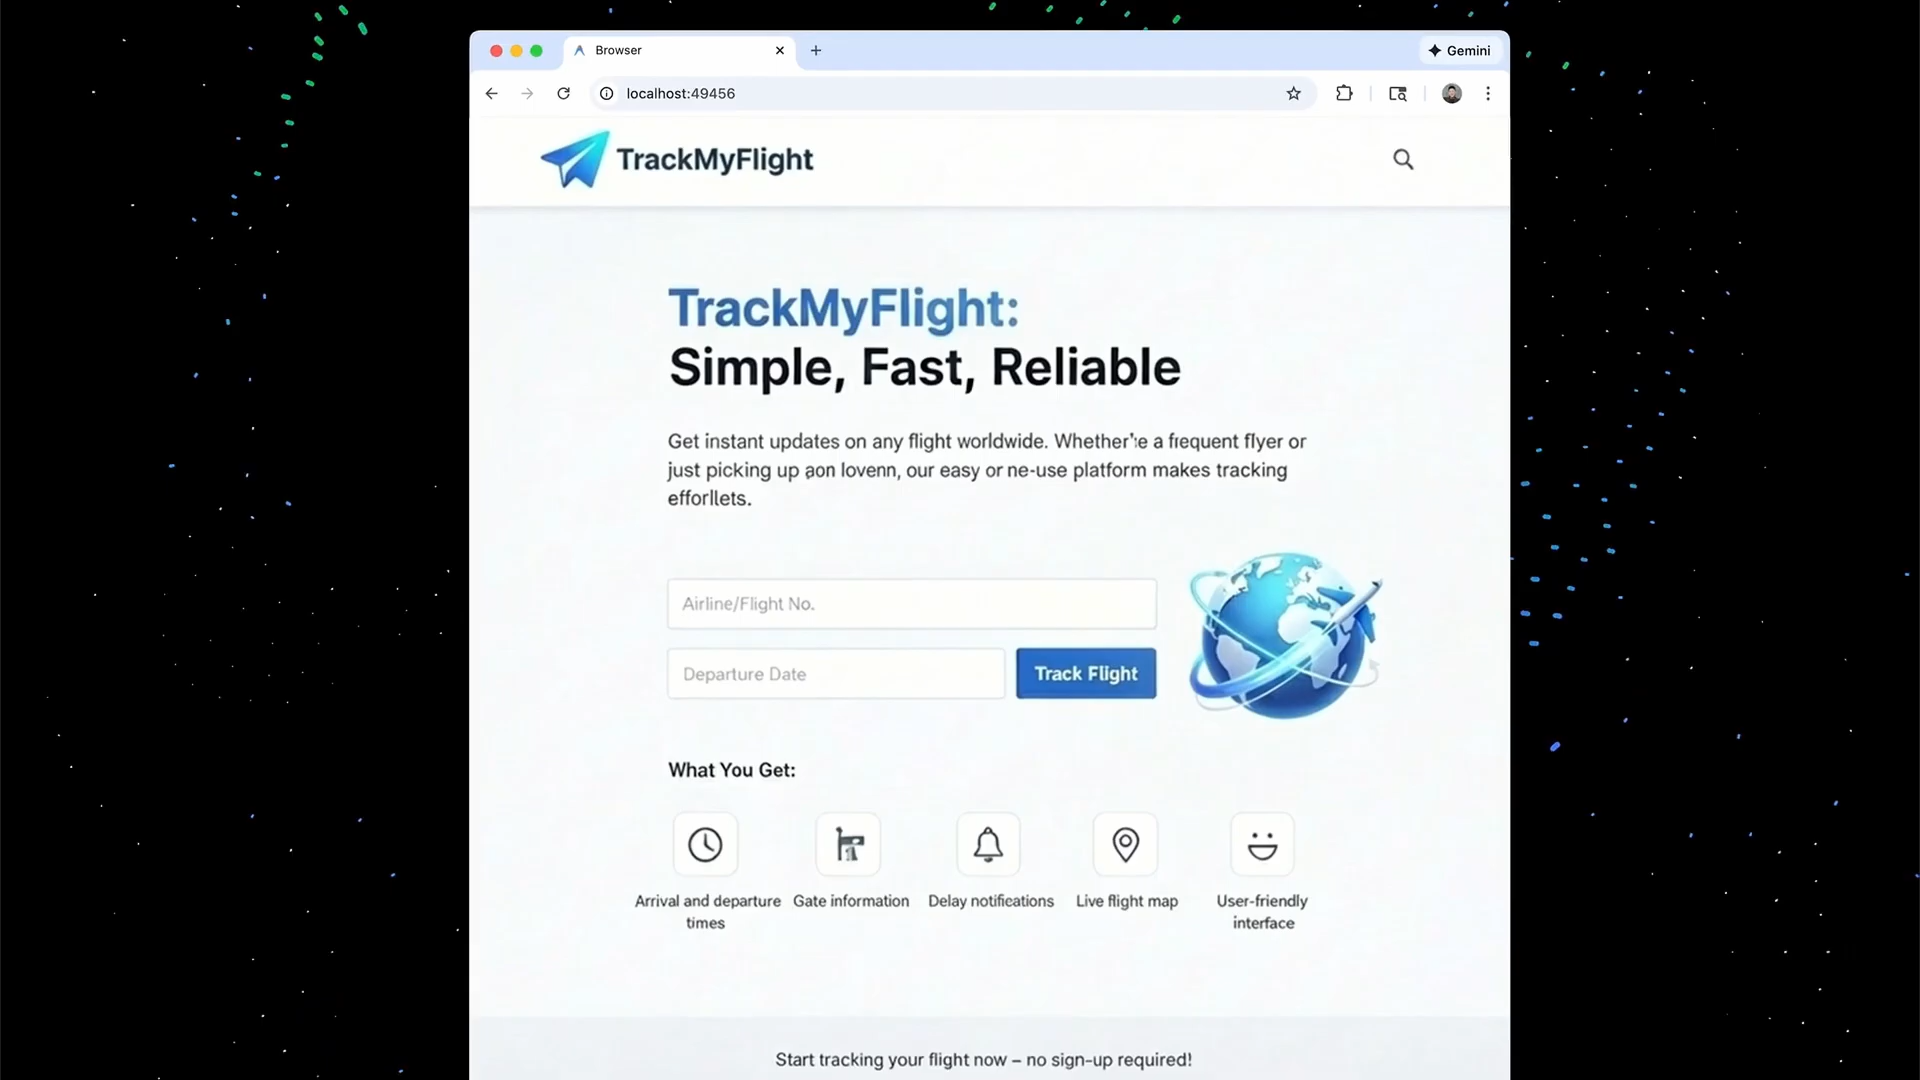 Browser
Gemini
localhost:49456
TrackMyFlight
TrackMyFlight:
Simple, Fast, Reliable
Get instant updates on any flight worldwide. Whether're a frequent flyer or
just picking up aon lovenn, our easy or ne-use platform makes tracking
efforllets.
Airline/Flight No.
Departure Date
Track Flight
What You Get:
Arrival and departure
times
Gate information
Delay notifications
Live flight map
User-friendly
interface
Start tracking your flight now – no sign-up required!